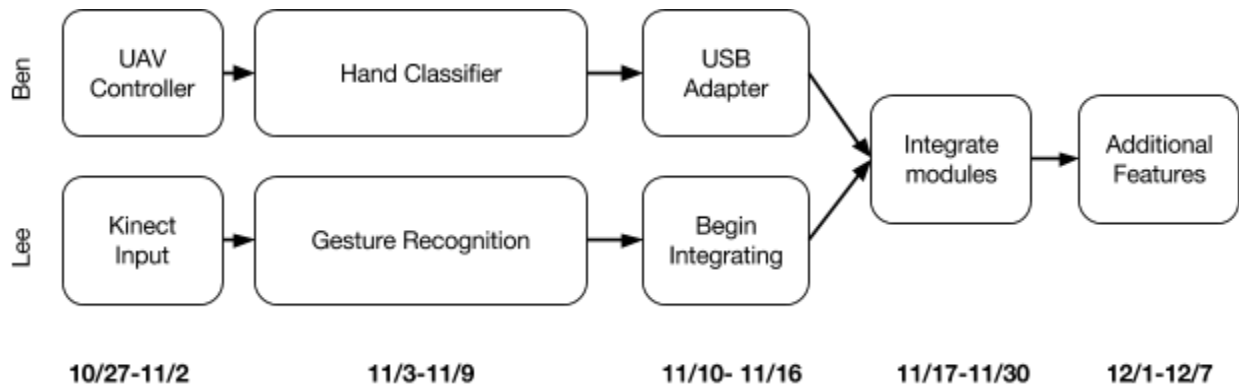 Ben
UAV
Controller
Hand Classifier
USB
Adapter
Integrate
modules
Additional
Features
Lee
Kinect
Input
Gesture Recognition
Begin
Integrating
10/27-11/2
11/3-11/9
11/10- 11/16
11/17-11/30
12/1-12/7